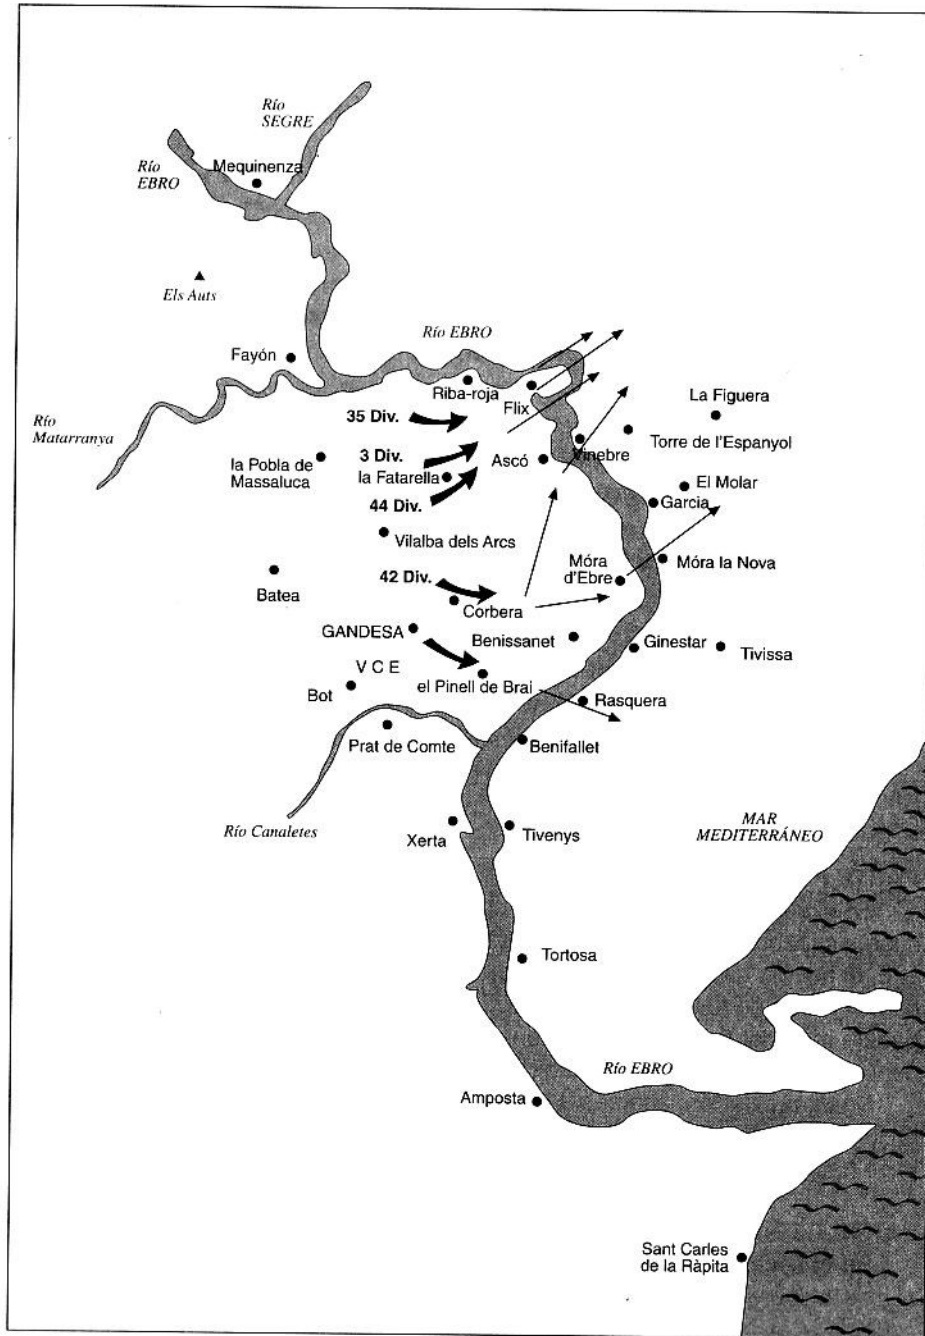 Río
SEGRE
Mequinenza
Río
EBRO
Els Auts
Río EBRO
Fayón
Riba-roja
Flix
La Figuera
35 Div.
Río
Matarranya
Torre de l'Espanyol
Vinebre
3 Div.
Ascó
la Pobla de
Massaluca
la Fatarella
El Molar
Garcia
44 Div.
Vilalba dels Arcs
Móra
d'Ebre
Móra la Nova
42 Div.
Batea
Corbera
GANDESA
Benissanet
Ginestar
Tivissa
V C E
Bot
el Pinell de Brai
Rasquera
Prat de Comte
Benifallet
Río Canaletes
Xerta
Tivenys
MAR
MEDITERRÁNEO
Tortosa
Río EBRO
Amposta
Sant Carles
de la Ràpita